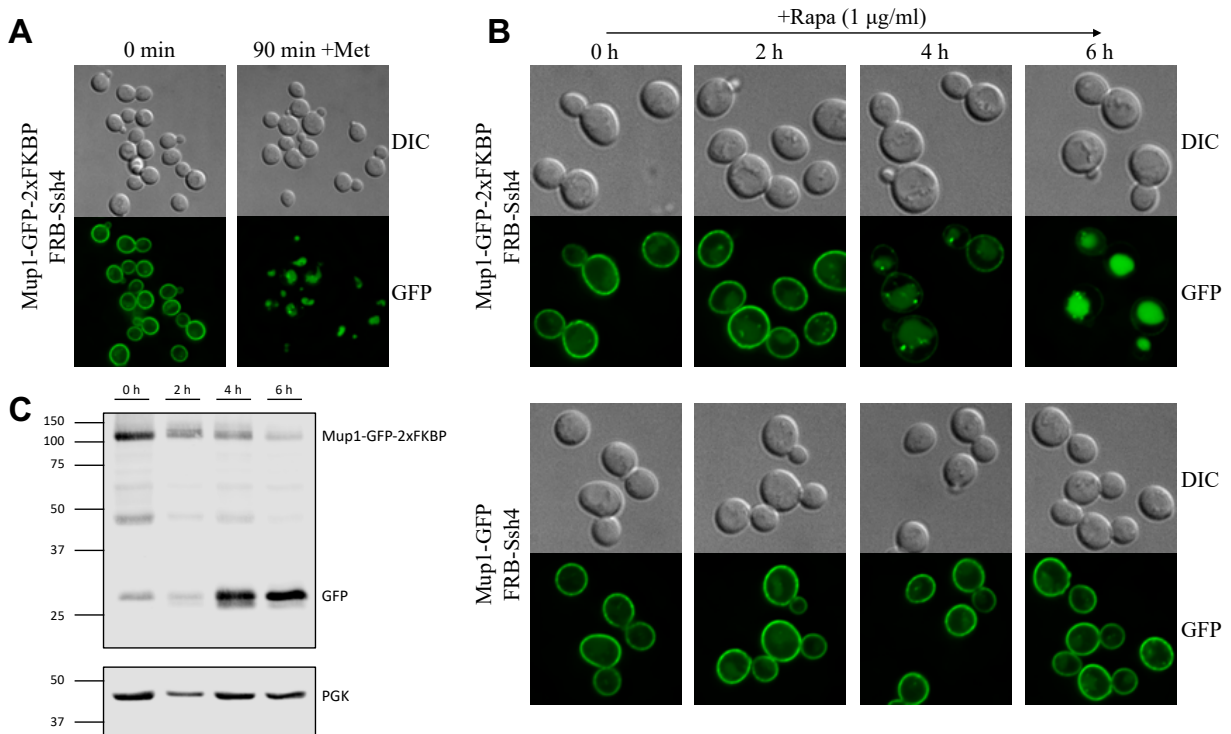 A
0 min
90 min +Met
Mup1-GFP-2xFKBP
FRB-Ssh4
DIC
GFP
B
+Rapa (1 μg/ml)
0 h
2 h
4 h
6 h
Mup1-GFP-2xFKBP
FRB-Ssh4
DIC
GFP
Mup1-GFP
FRB-Ssh4
DIC
GFP
C
0 h
2 h
4 h
6 h
150
100
75
50
37
25
Mup1-GFP-2xFKBP
GFP
50
37
PGK